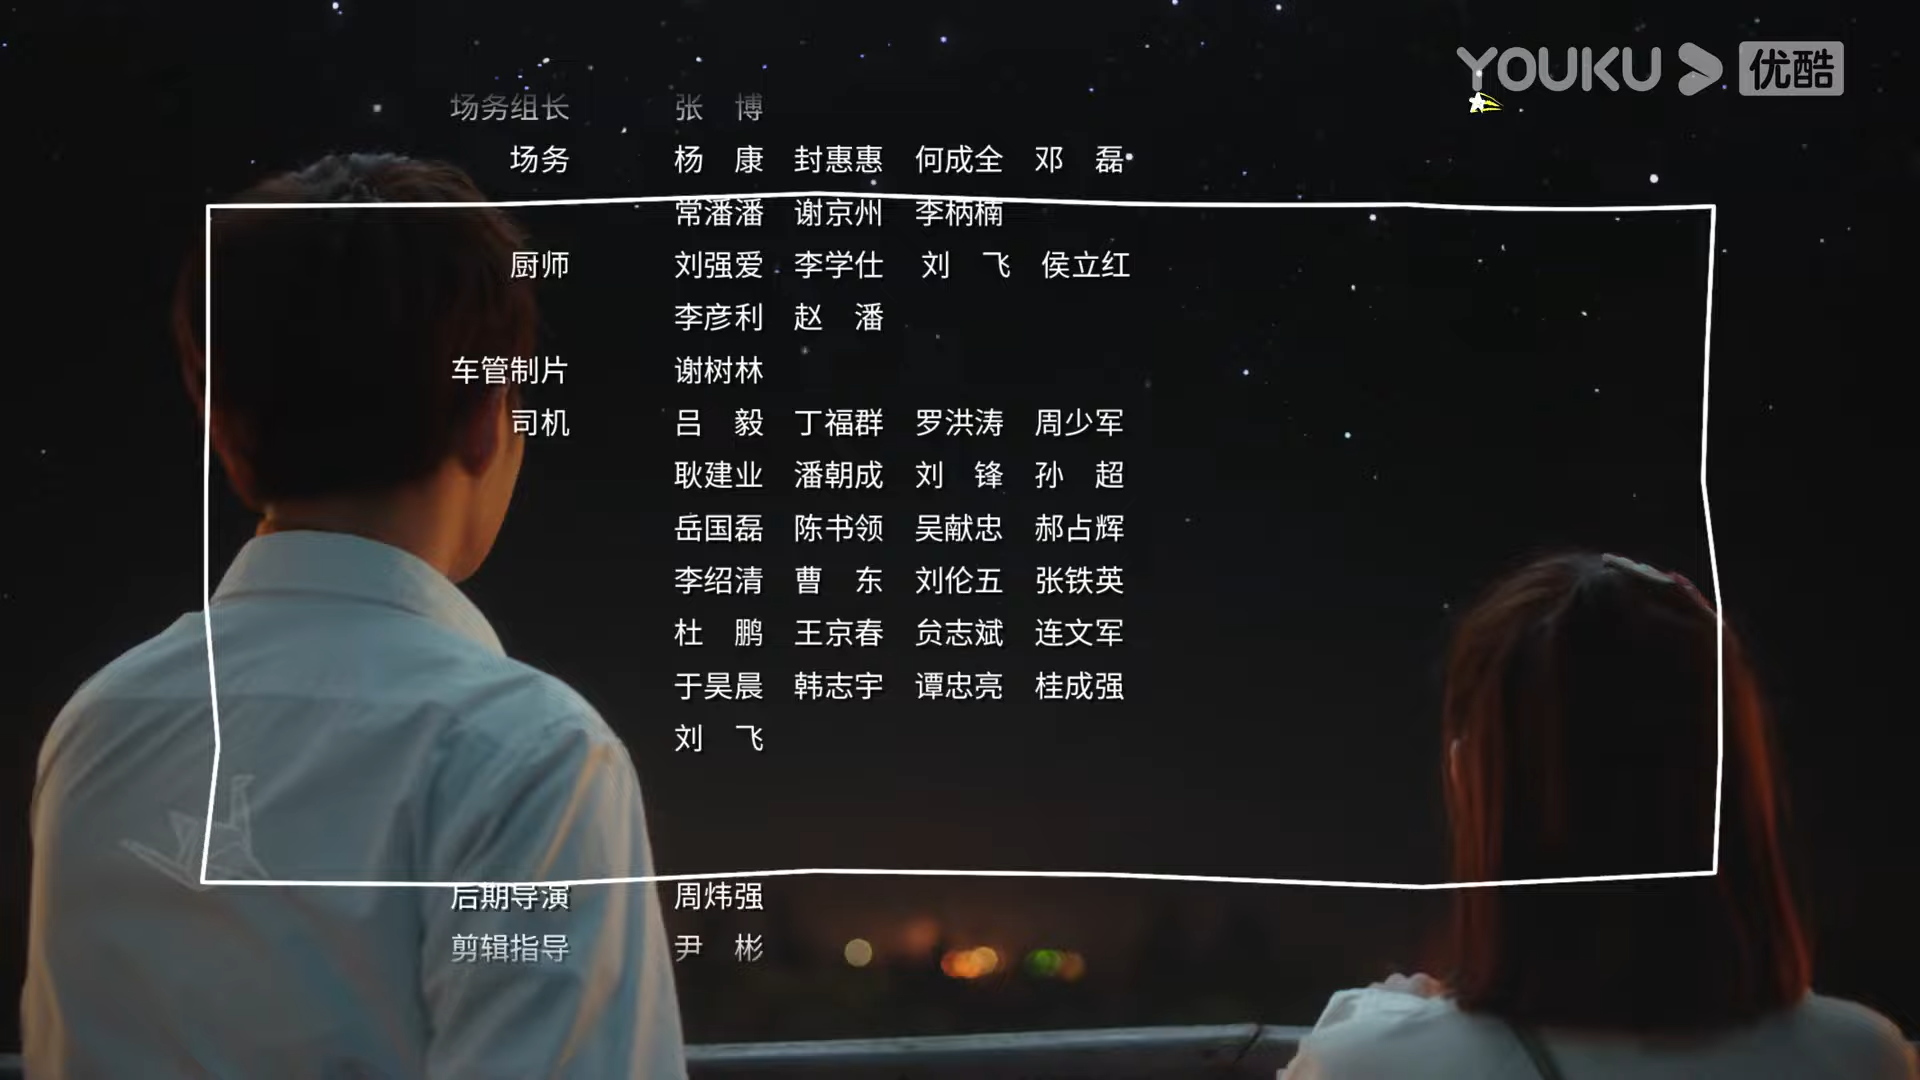 YOUKU 优酷
场务组长 张 博
场务 杨 康 封惠惠 何成全 邓 磊
常潘潘 谢京州 李柄楠
厨师 刘强爱 李学仕 刘 飞 侯立红
李彦利 赵 潘
车管制片 谢树林
司机 吕 毅 丁福群 罗洪涛 周少军
耿建业 潘朝成 刘 锋 孙 超
岳国磊 陈书领 吴献忠 郝占辉
李绍清 曹 东 刘伦五 张铁英
杜 鹏 王京春 贠志斌 连文军
于昊晨 韩志宇 谭忠亮 桂成强
刘 飞
后期导演 周炜强
剪辑指导 尹 彬